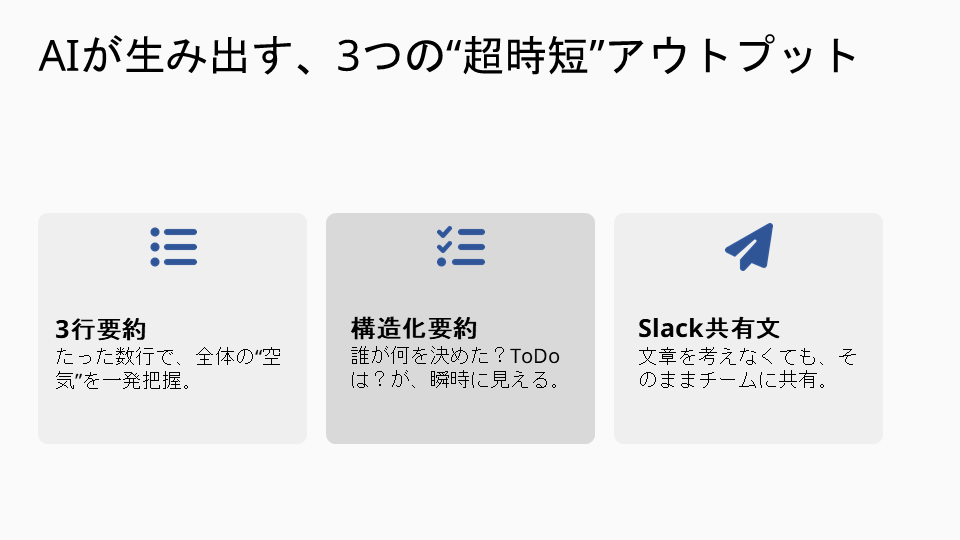 AIが生み出す、3つの“超時短”アウトプット
3行要約
たった数行で、全体の“空
気”を一発把握。
構造化要約
誰が何を決めた？ToDo
は？が、瞬時に見える。
Slack共有文
文章を考えなくても、そ
のままチームに共有。